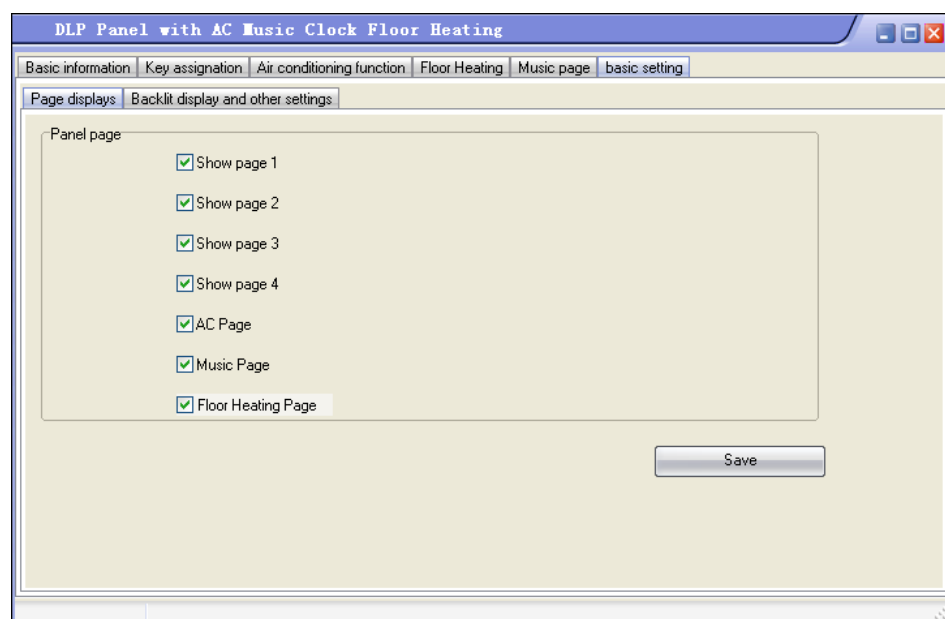 DLP Panel with AC Music Clock Floor Heating
Basic information Key assignation Air conditioning function Floor Heating Music page basic setting
Page displays Backlit display and other settings
Panel page
Show page 1
Show page 2
Show page 3
Show page 4
AC Page
Music Page
Floor Heating Page
Save